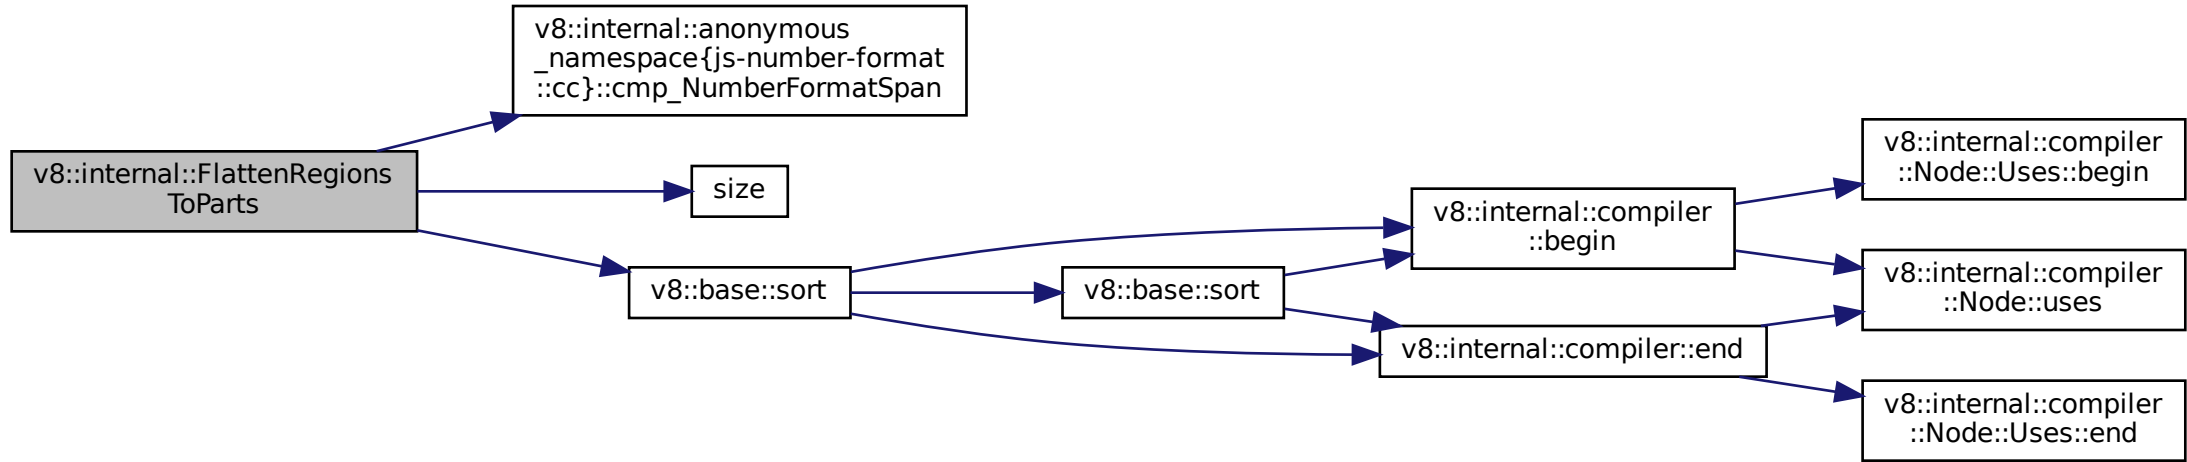 v8::internal::FlattenRegions
ToParts
v8::internal::anonymous
_namespace{js-number-format
::cc}::cmp_NumberFormatSpan
size
v8::base::sort
v8::base::sort
v8::internal::compiler
::begin
v8::internal::compiler::end
v8::internal::compiler
::Node::Uses::begin
v8::internal::compiler
::Node::uses
v8::internal::compiler
::Node::Uses::end